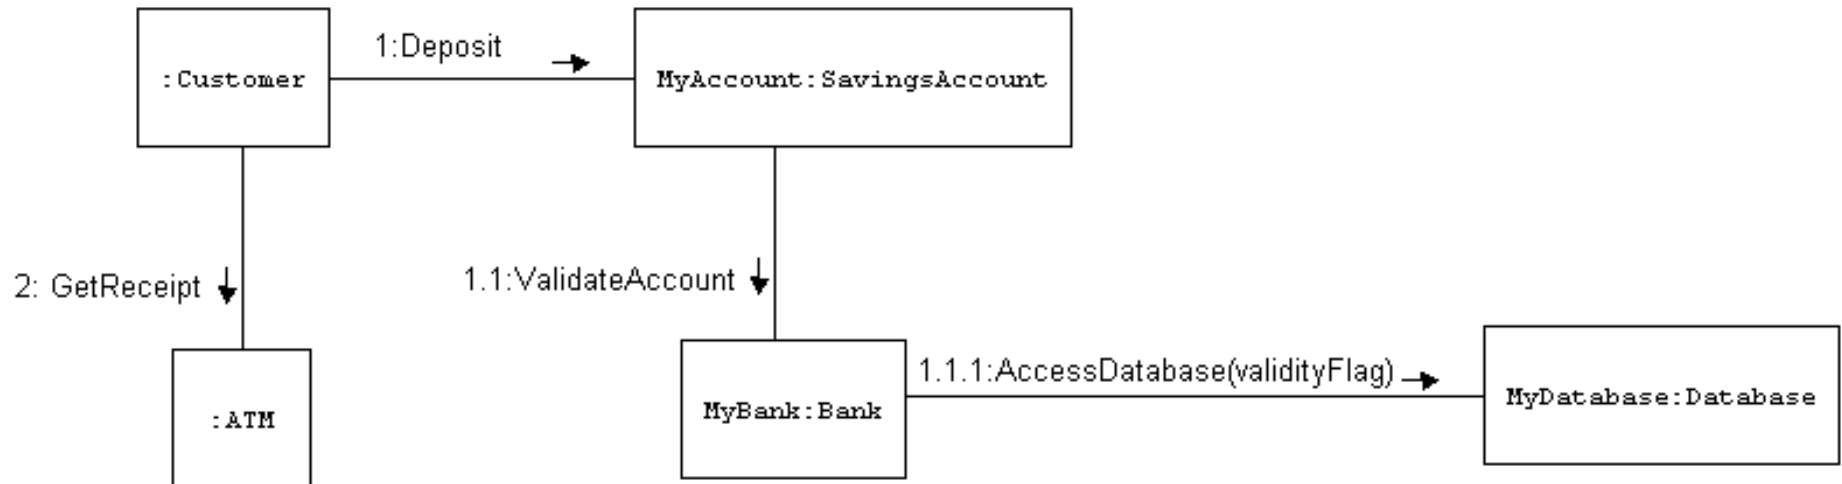 1:Deposit
:Customer
MyAccount:SavingsAccount
2: GetReceipt
1.1:ValidateAccount
1.1.1:AccessDatabase(validityFlag)
:ATM
MyBank:Bank
MyDatabase:Database